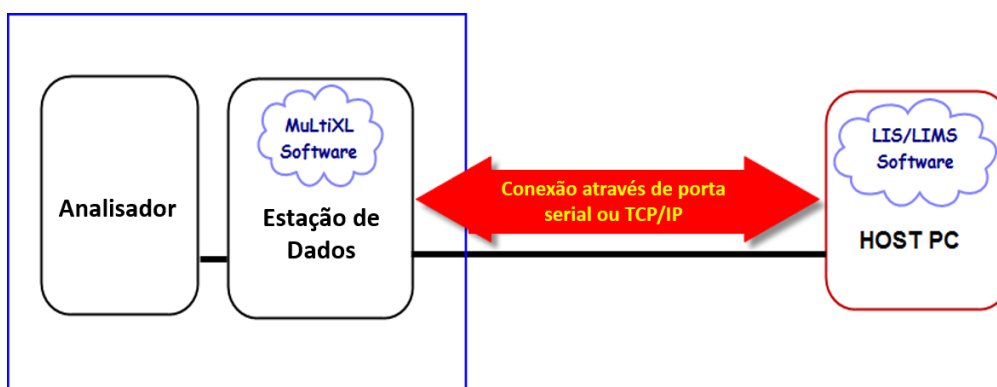 Analisador
MuLtiXL
Software
Estação de
Dados
Conexão através de porta
serial ou TCP/IP
LIS/LIMS
Software
HOST PC